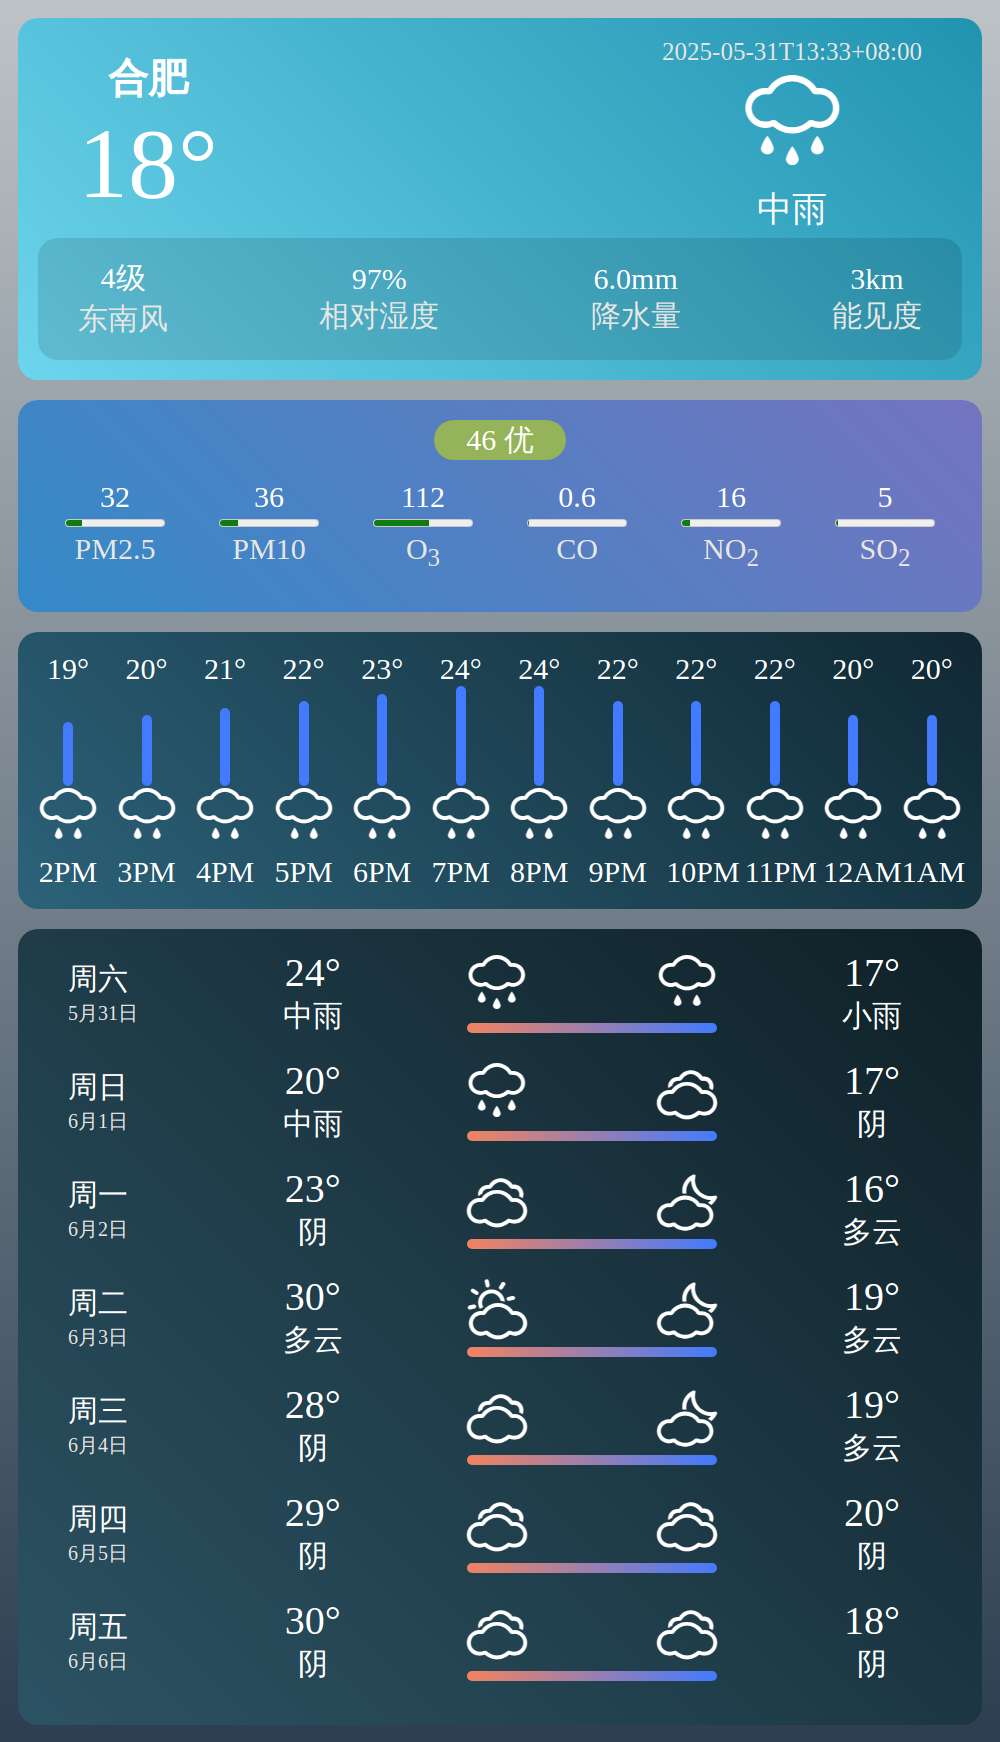 合肥
2025-05-31T13:33+08:00
18°
中雨
4级 97% 6.0mm 3km
东南风 相对湿度 降水量 能见度
46 优
32 36 112 0.6 16 5
PM2.5 PM10 O3 CO NO2 SO2
19° 20° 21° 22° 23° 24° 24° 22° 22° 22° 20° 20°
2PM 3PM 4PM 5PM 6PM 7PM 8PM 9PM 10PM 11PM 12AM 1AM
周六 24° 17°
5月31日 中雨 小雨
周日 20° 17°
6月1日 中雨 阴
周一 23° 16°
6月2日 阴 多云
周二 30° 19°
6月3日 多云 多云
周三 28° 19°
6月4日 阴 多云
周四 29° 20°
6月5日 阴 阴
周五 30° 18°
6月6日 阴 阴